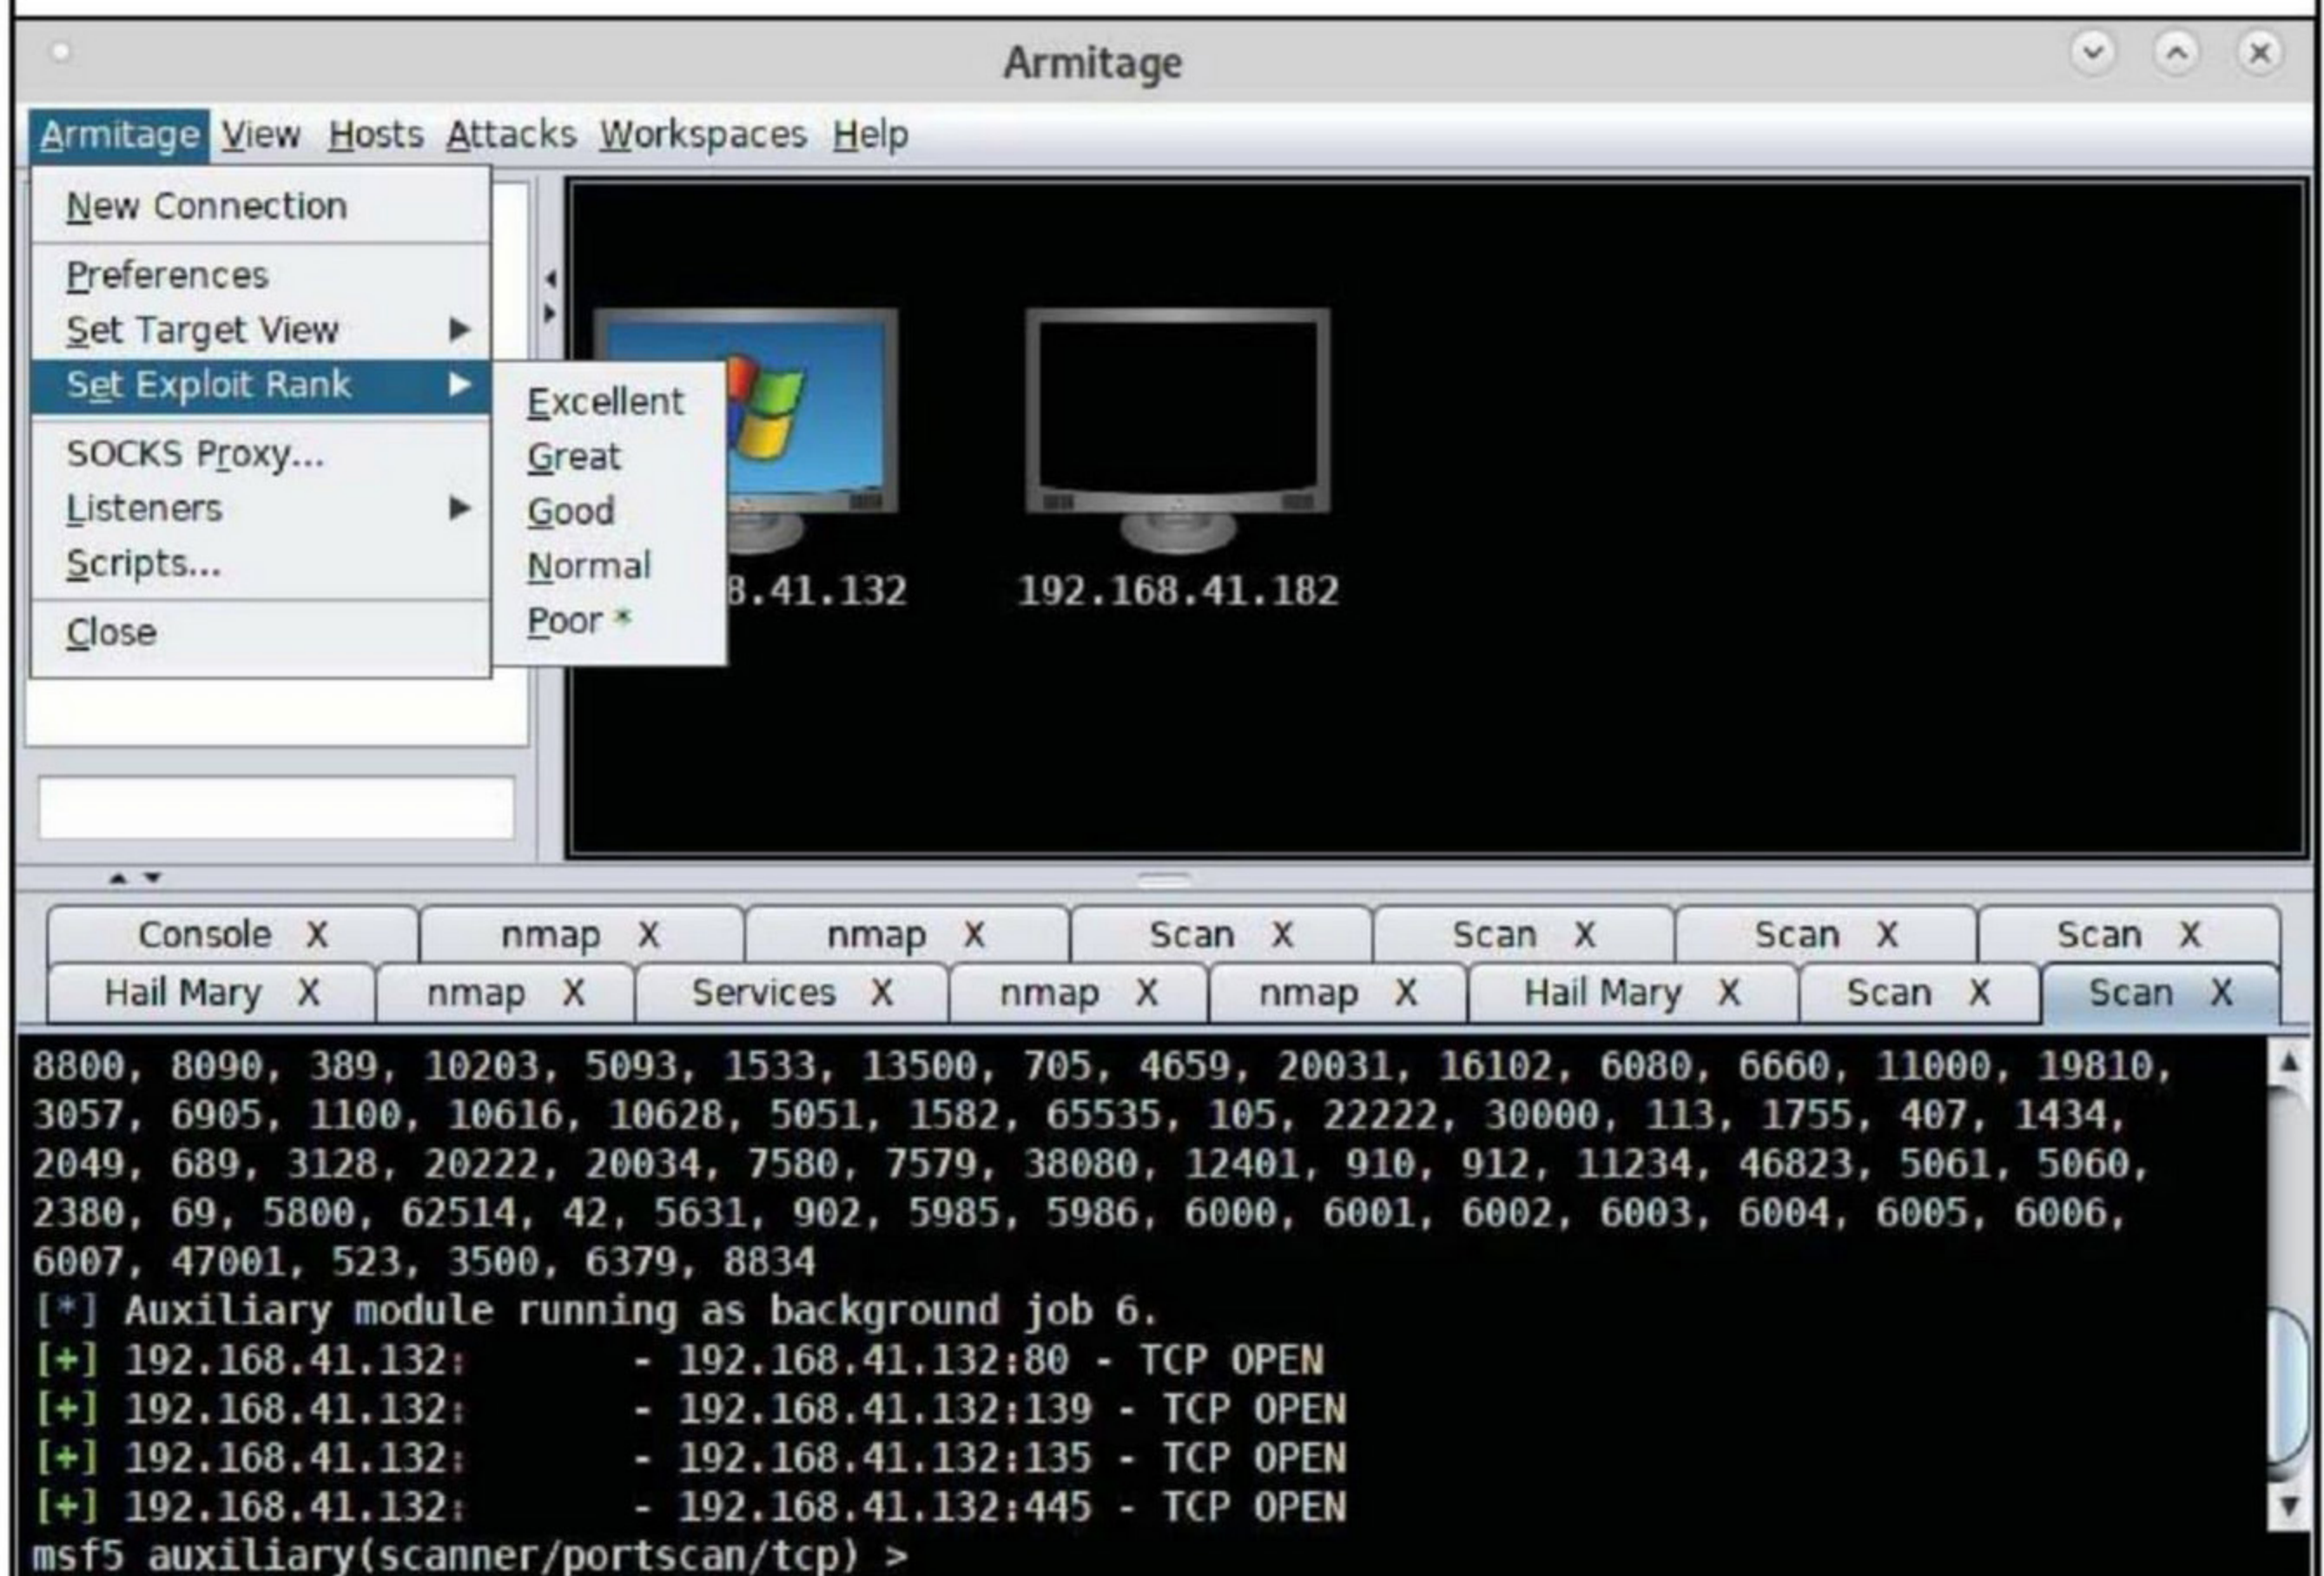 Armitage
Armitage View Hosts Attacks Workspaces Help
New Connection
Preferences
Set Target View
Set Exploit Rank
SOCKS Proxy...
Listeners
Scripts...
Close
Excellent
Great
Good
Normal
Poor *
8.41.132 192.168.41.182
Console X nmap X nmap X Scan X Scan X Scan X Scan X
Hail Mary X nmap X Services X nmap X nmap X Hail Mary X Scan X Scan X
8800, 8090, 389, 10203, 5093, 1533, 13500, 705, 4659, 20031, 16102, 6080, 6660, 11000, 19810,
3057, 6905, 1100, 10616, 10628, 5051, 1582, 65535, 105, 22222, 30000, 113, 1755, 407, 1434,
2049, 689, 3128, 20222, 20034, 7580, 7579, 38080, 12401, 910, 912, 11234, 46823, 5061, 5060,
2380, 69, 5800, 62514, 42, 5631, 902, 5985, 5986, 6000, 6001, 6002, 6003, 6004, 6005, 6006,
6007, 47001, 523, 3500, 6379, 8834
[*] Auxiliary module running as background job 6.
[+] 192.168.41.132: - 192.168.41.132:80 - TCP OPEN
[+] 192.168.41.132: - 192.168.41.132:139 - TCP OPEN
[+] 192.168.41.132: - 192.168.41.132:135 - TCP OPEN
[+] 192.168.41.132: - 192.168.41.132:445 - TCP OPEN
msf5 auxiliary(scanner/portscan/tcp) >